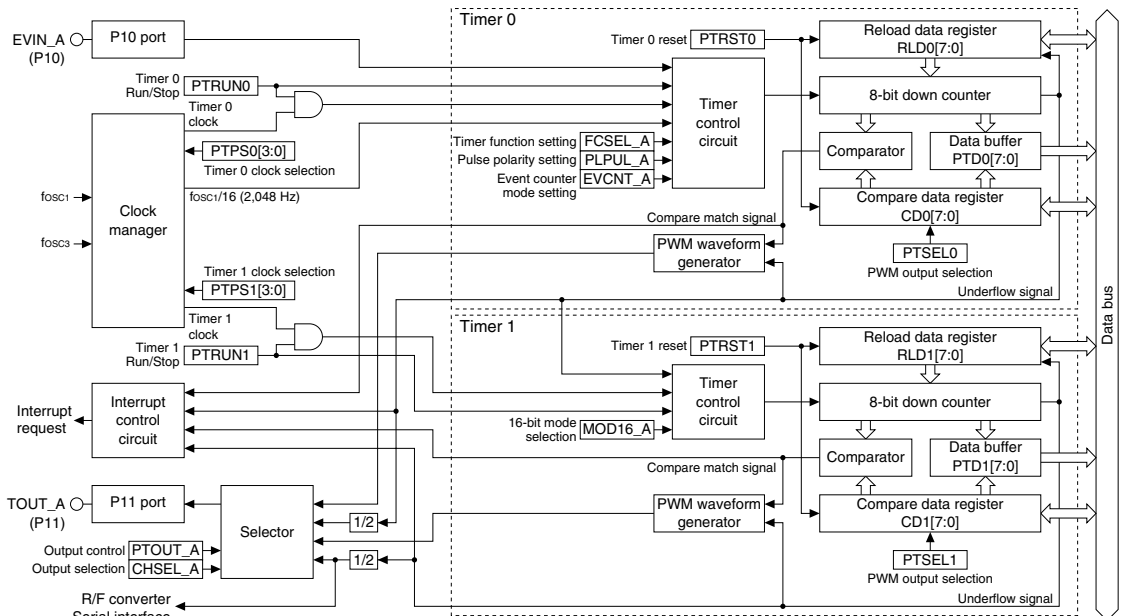 Timer 0
EVIN_A
(P10)
P10 port
Timer 0 reset
PTRST0
Reload data register
RLD0[7:0]
Timer 0
Run/Stop
PTRUN0
Timer 0
clock
Timer
control
circuit
8-bit down counter
PTPS0[3:0]
Timer 0 clock selection
Timer function setting
FCSEL_A
Pulse polarity setting
PLPUL_A
Event counter
mode setting
EVCNT_A
Comparator
Data buffer
PTD0[7:0]
fOSC1
fOSC3
Clock
manager
fOSC1/16 (2,048 Hz)
Compare data register
CD0[7:0]
Compare match signal
PWM waveform
generator
PTSEL0
PWM output selection
Timer 1 clock selection
PTPS1[3:0]
Underflow signal
Data bus
Timer 1
clock
Timer 1
Timer 1
Run/Stop
PTRUN1
Timer 1 reset
PTRST1
Reload data register
RLD1[7:0]
Timer
control
circuit
8-bit down counter
Interrupt
request
Interrupt
control
circuit
16-bit mode
selection
MOD16_A
Comparator
Data buffer
PTD1[7:0]
Compare match signal
TOUT_A
(P11)
P11 port
Selector
1/2
PWM waveform
generator
Compare data register
CD1[7:0]
Output control
PTOUT_A
Output selection
CHSEL_A
1/2
PTSEL1
PWM output selection
R/F converter
Serial interface
Underflow signal